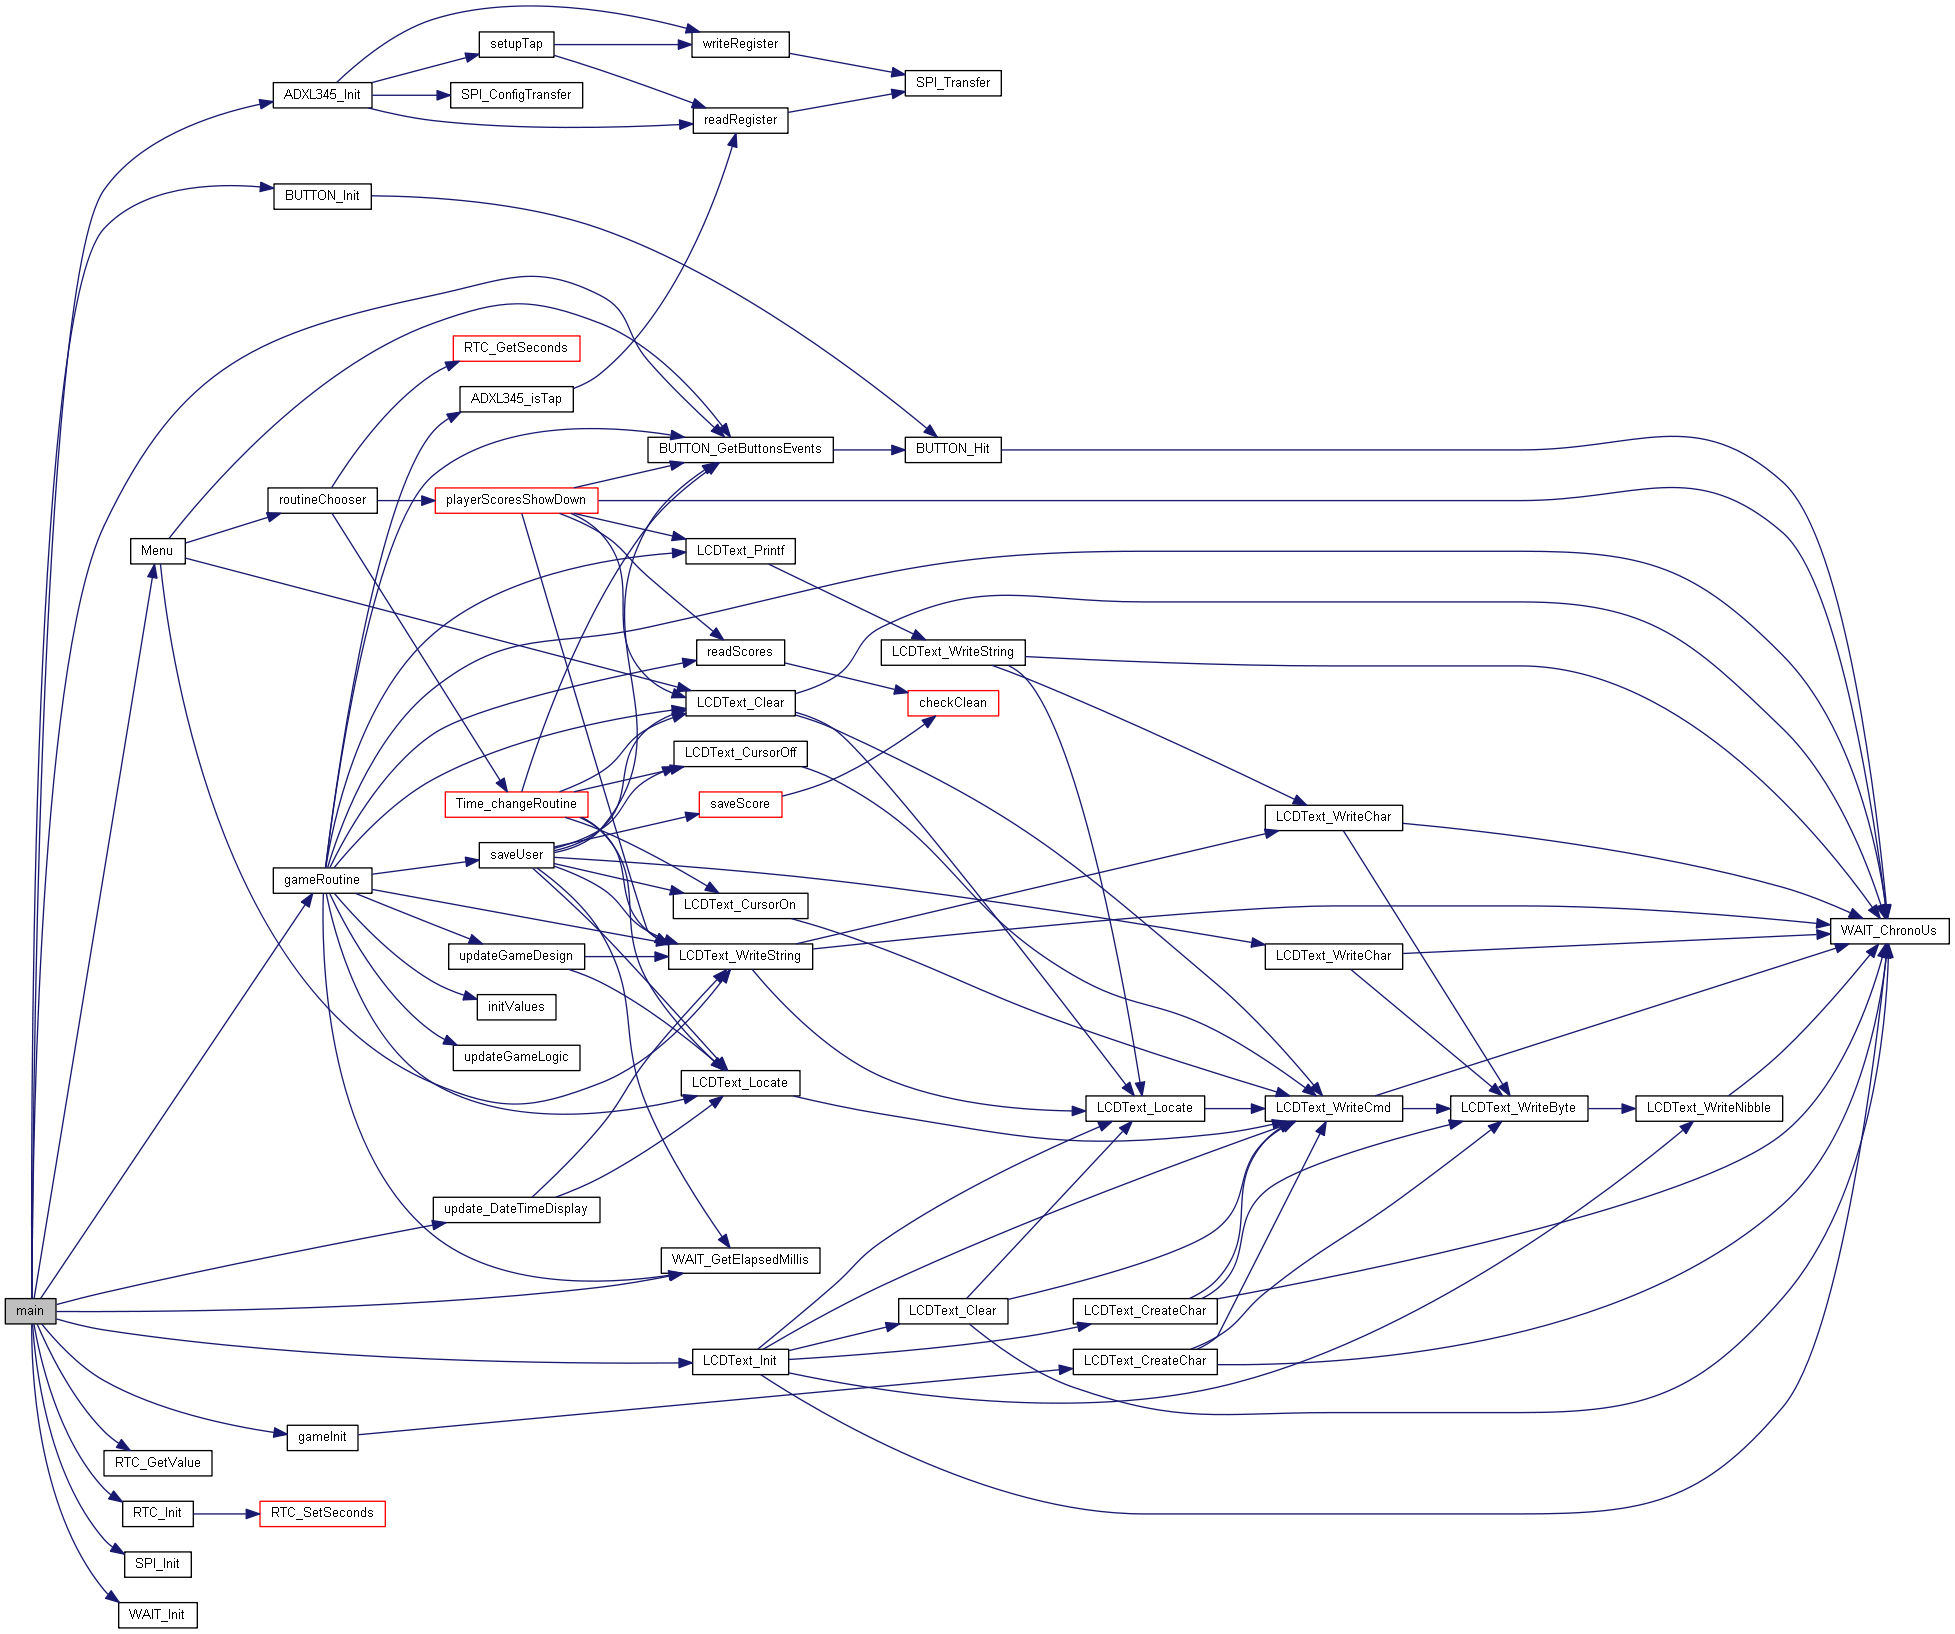 setupTap
writeRegister
SPI_Transfer
ADXL345_Init
SPI_ConfigTransfer
readRegister
BUTTON_Init
RTC_GetSeconds
ADXL345_isTap
BUTTON_GetButtonsEvents
BUTTON_Hit
routineChooser
playerScoresShowDown
Menu
LCDText_Printf
readScores
LCDText_WriteString
LCDText_Clear
checkClean
LCDText_CursorOff
Time_changeRoutine
saveScore
LCDText_WriteChar
saveUser
gameRoutine
LCDText_CursorOn
WAIT_ChronoUs
updateGameDesign
LCDText_WriteString
LCDText_WriteChar
initValues
updateGameLogic
LCDText_Locate
LCDText_Locate
LCDText_WriteCmd
LCDText_WriteByte
LCDText_WriteNibble
update_DateTimeDisplay
WAIT_GetElapsedMillis
main
LCDText_Clear
LCDText_CreateChar
LCDText_Init
LCDText_CreateChar
gameInit
RTC_GetValue
RTC_Init
RTC_SetSeconds
SPI_Init
WAIT_Init